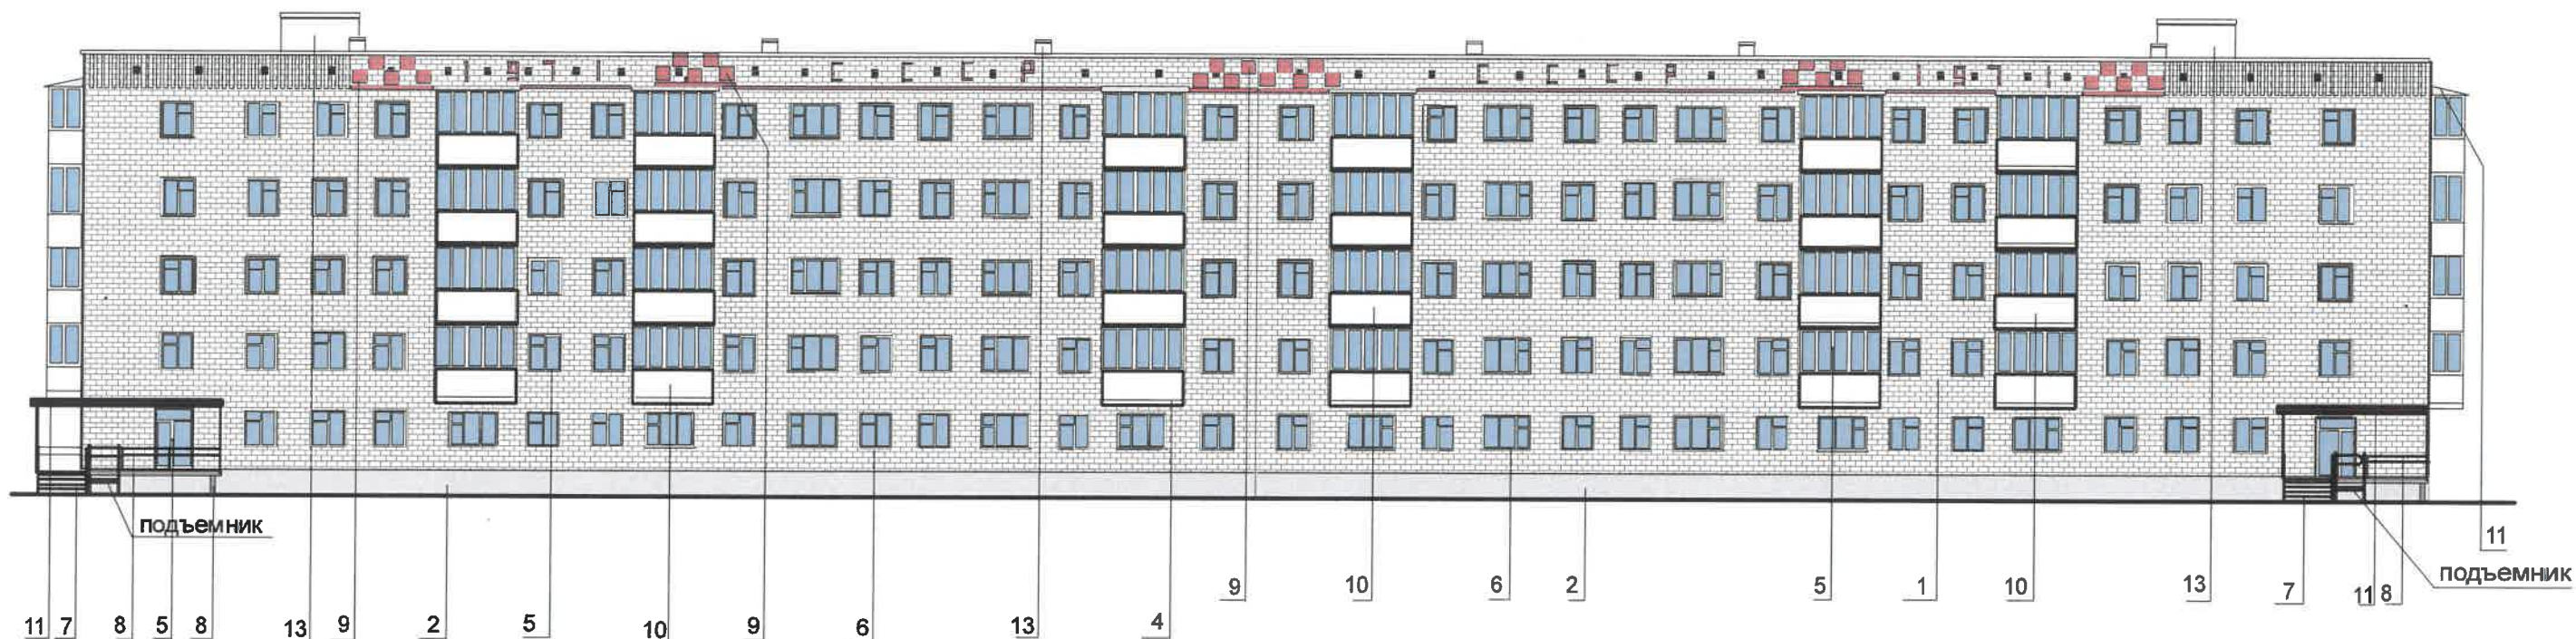 1971 СССР СССР 1971
подъемник
11
подъемник
9 10 6 2 5 1 10 13 7 11 8
11 7 8 5 8 13 9 2 5 10 9 6 13 4